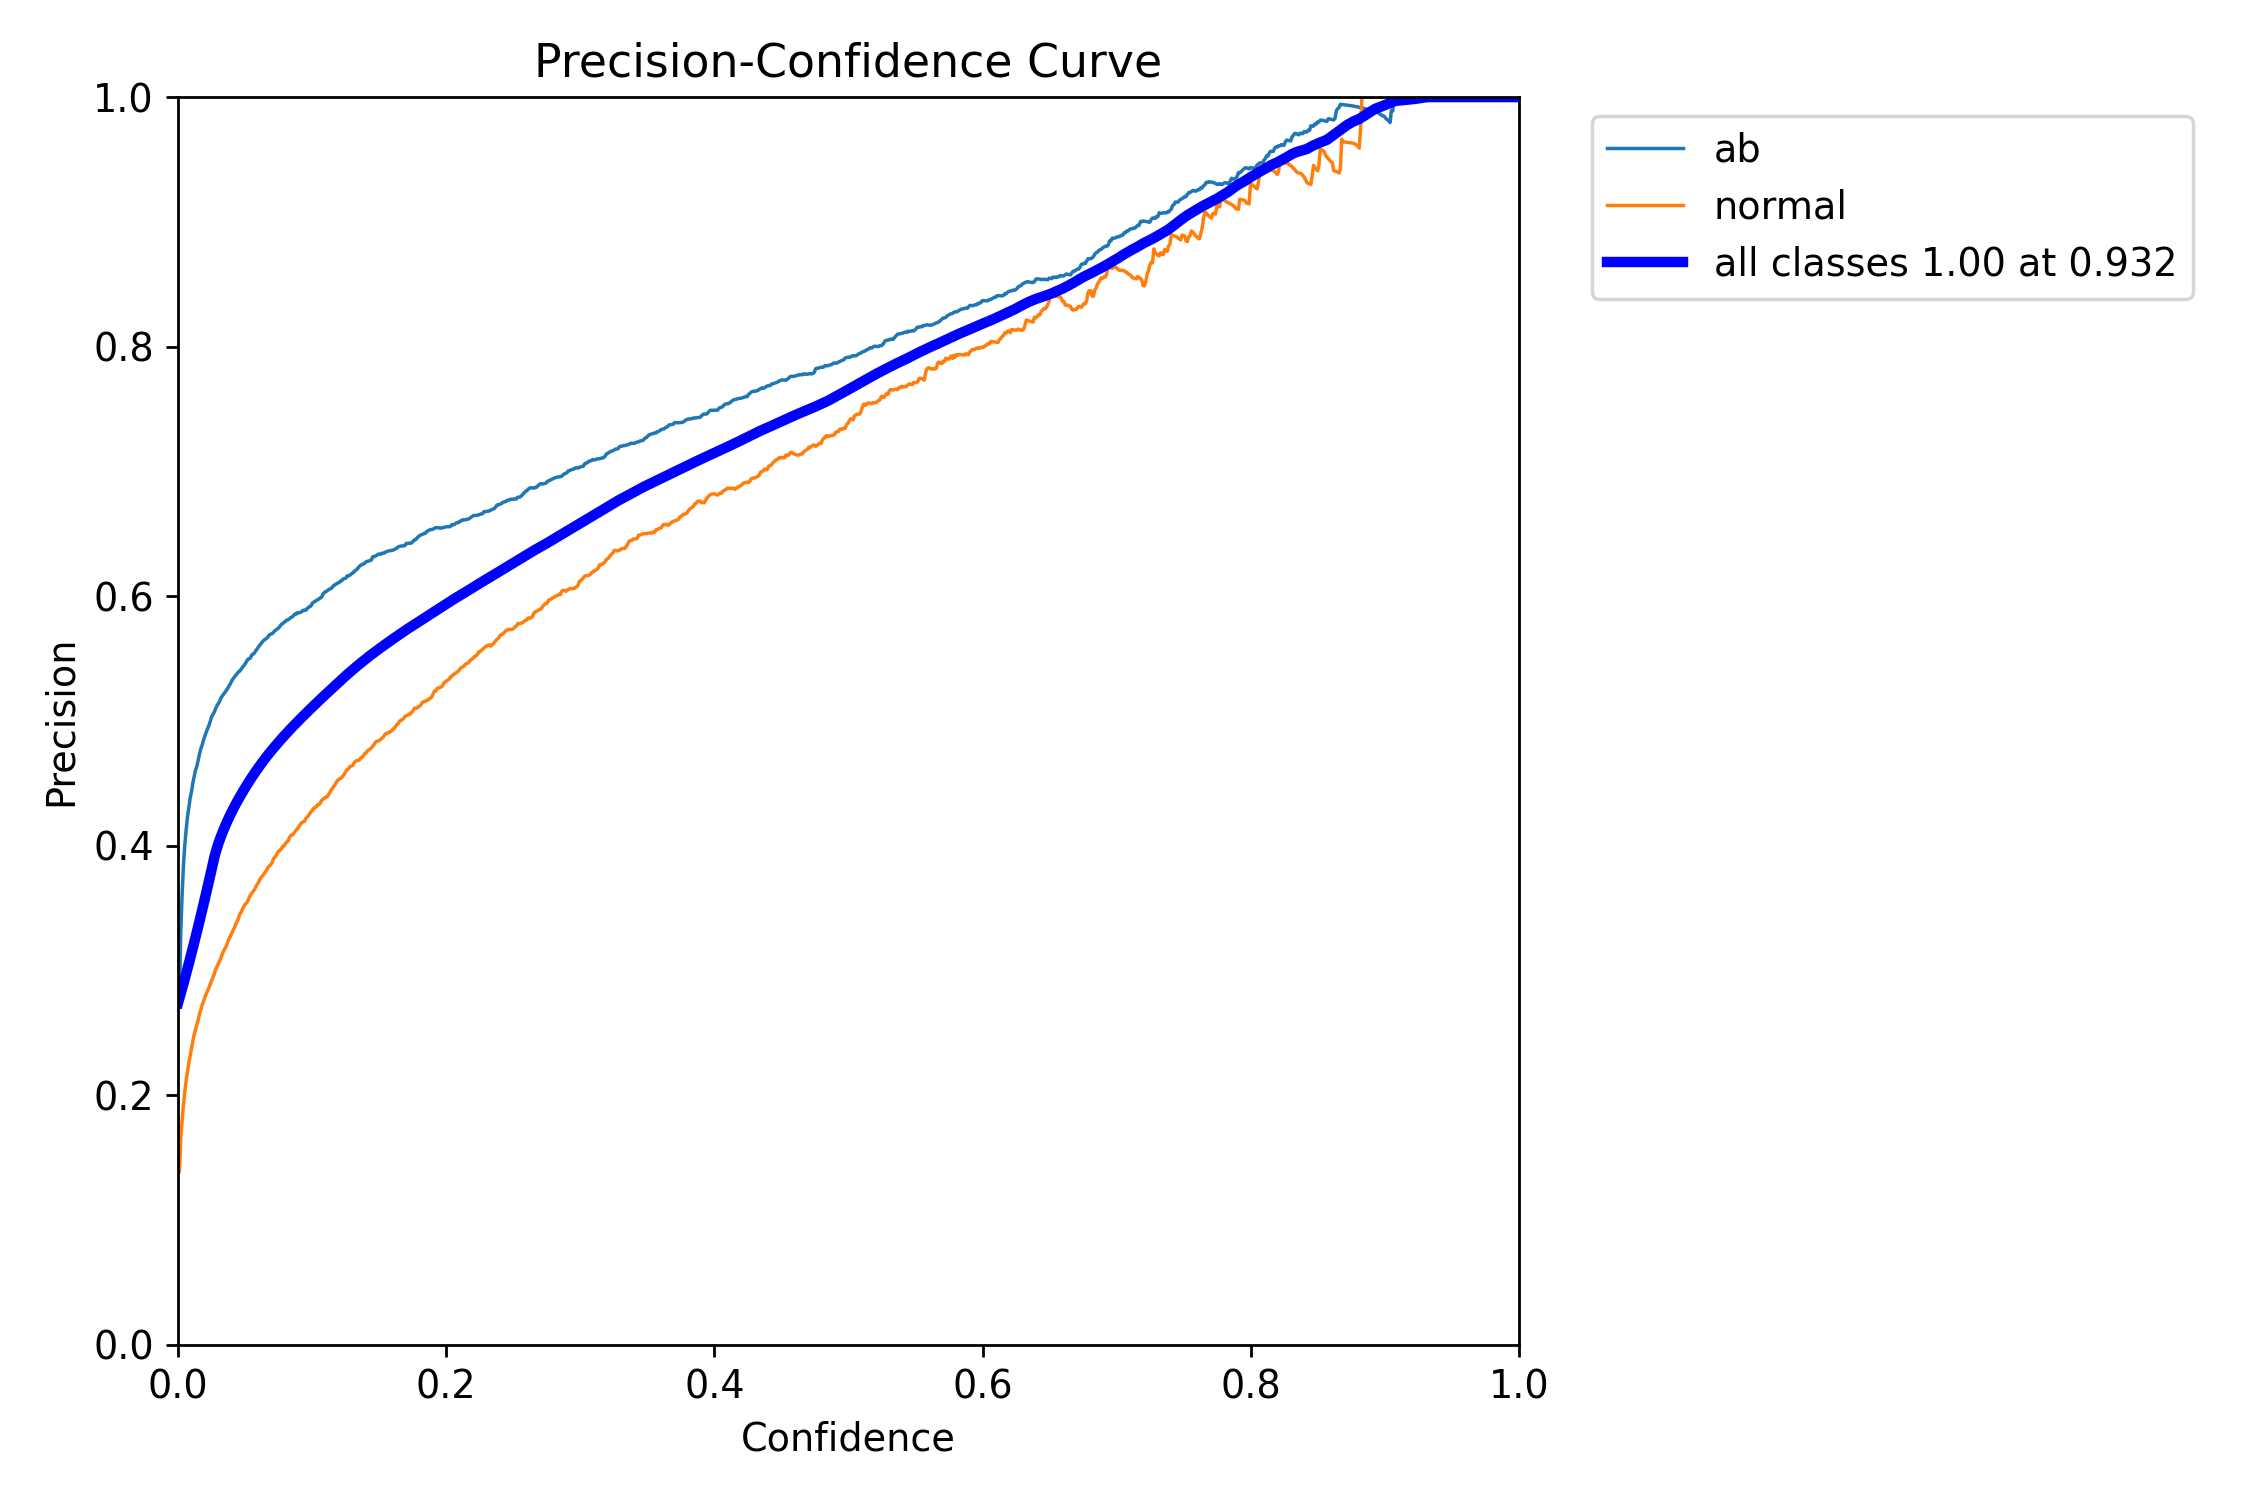 Precision-Confidence Curve
1.0
0.8
0.6
0.4
0.2
0.0
Precision
0.0 0.2 0.4 0.6 0.8 1.0
Confidence
ab
normal
all classes 1.00 at 0.932